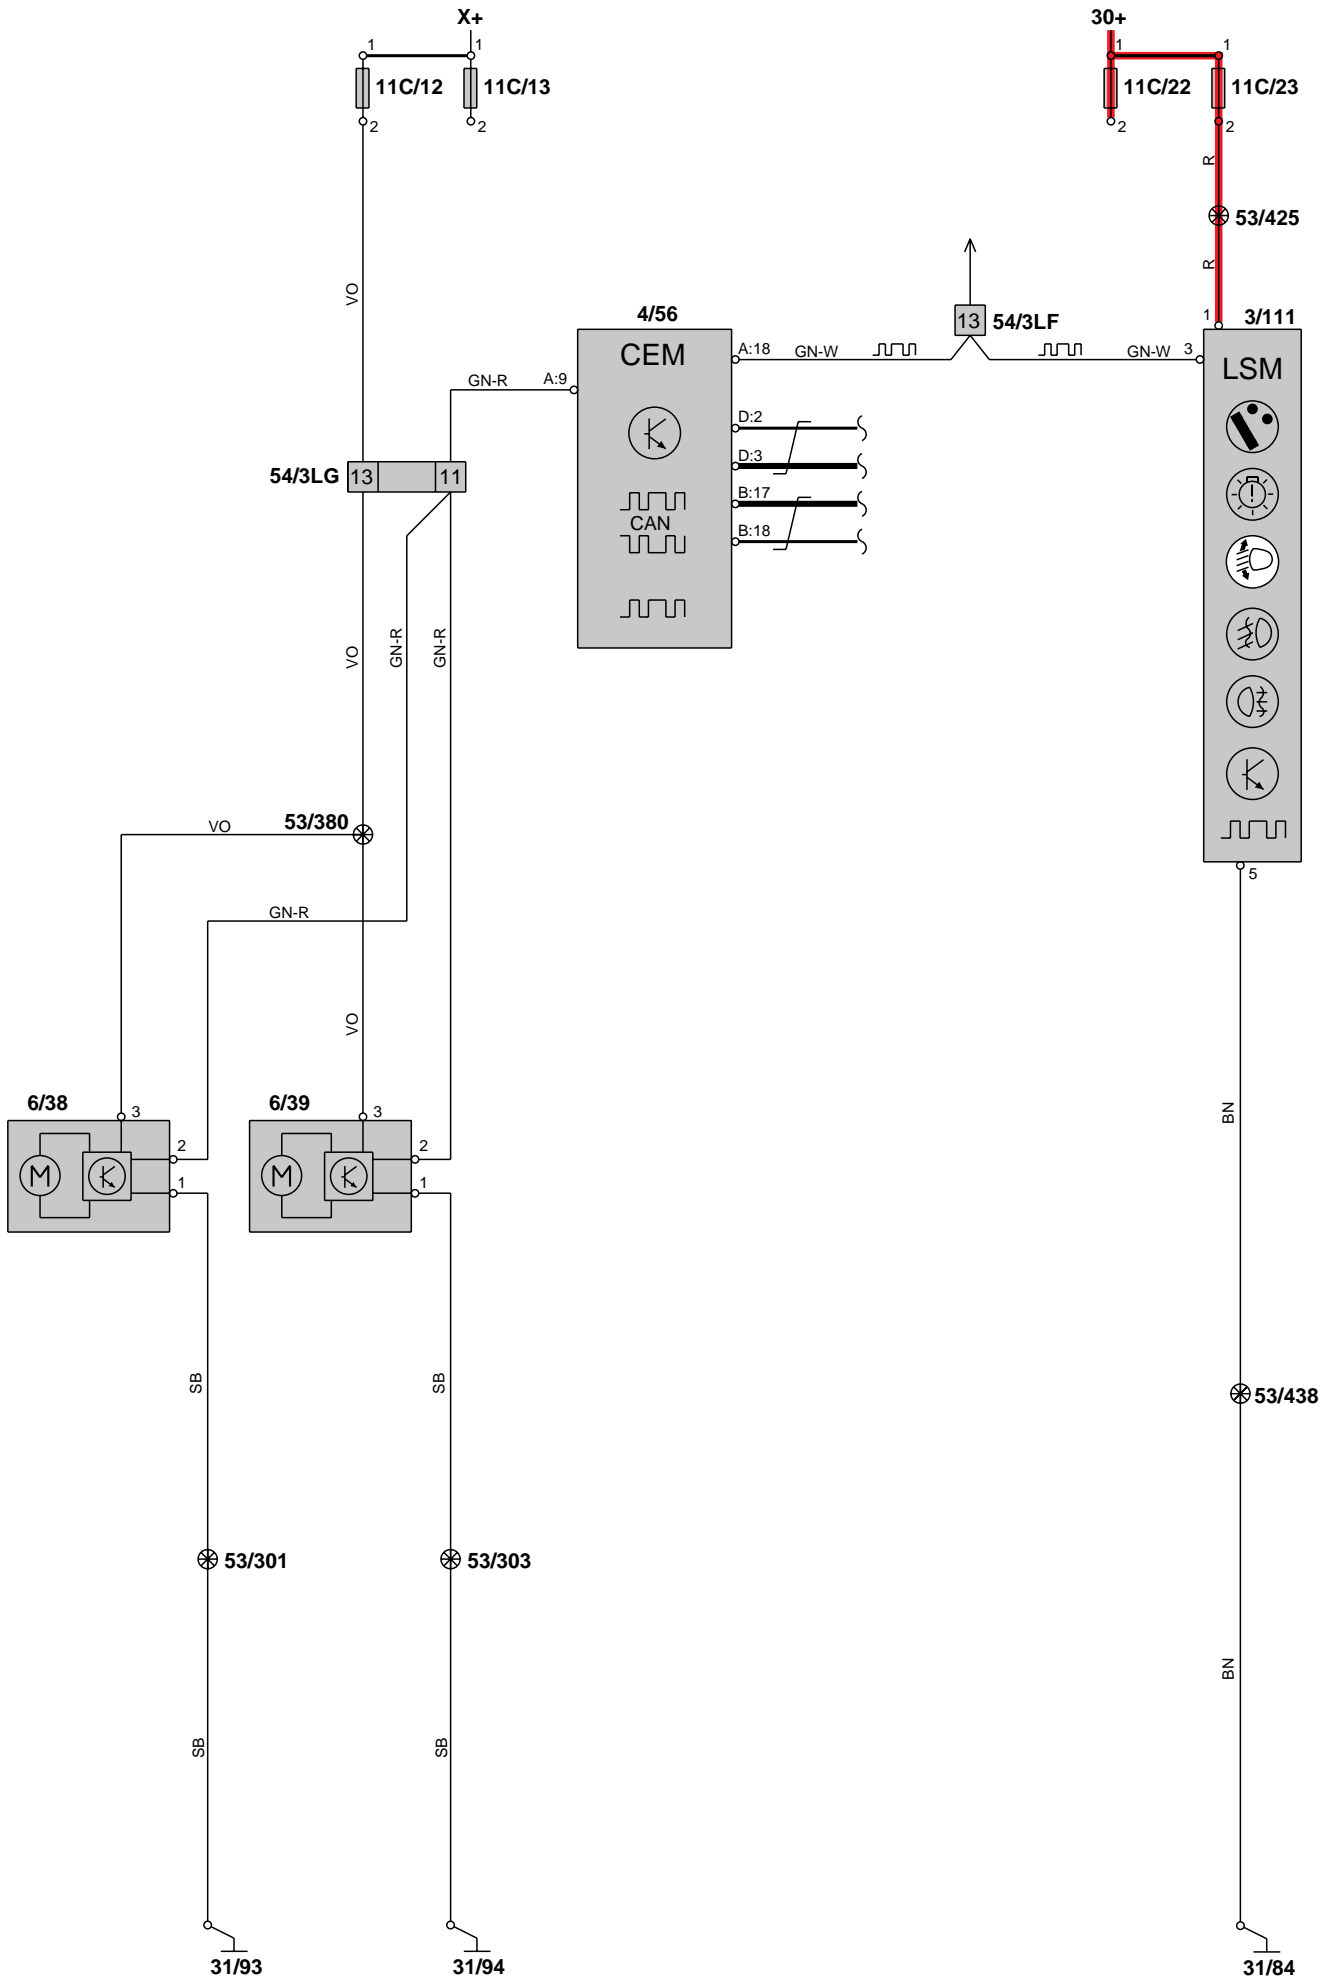 X+
30+
1
1
1
1
11C/12
11C/13
11C/22
11C/23
2
2
2
2
R
53/425
VO
R
4/56
13
54/3LF
1
3/111
CEM
A:18
GN-W
GN-W
3
LSM
GN-R
A:9
D:2
D:3
54/3LG
13
11
B:17
CAN
B:18
VO
GN-R
GN-R
VO
53/380
5
GN-R
VO
6/38
3
6/39
3
BN
M
2
M
2
1
1
SB
SB
53/438
53/301
53/303
BN
SB
SB
31/93
31/94
31/84